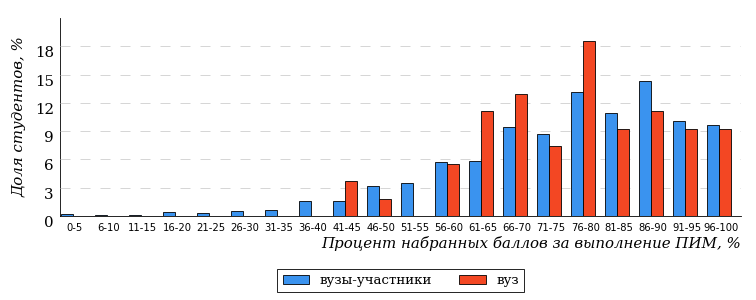 Доля студентов, %
18
15
12
9
6
3
0
0-5 6-10 11-15 16-20 21-25 26-30 31-35 36-40 41-45 46-50 51-55 56-60 61-65 66-70 71-75 76-80 81-85 86-90 91-95 96-100
Процент набранных баллов за выполнение ПИМ, %
вузы-участники вуз